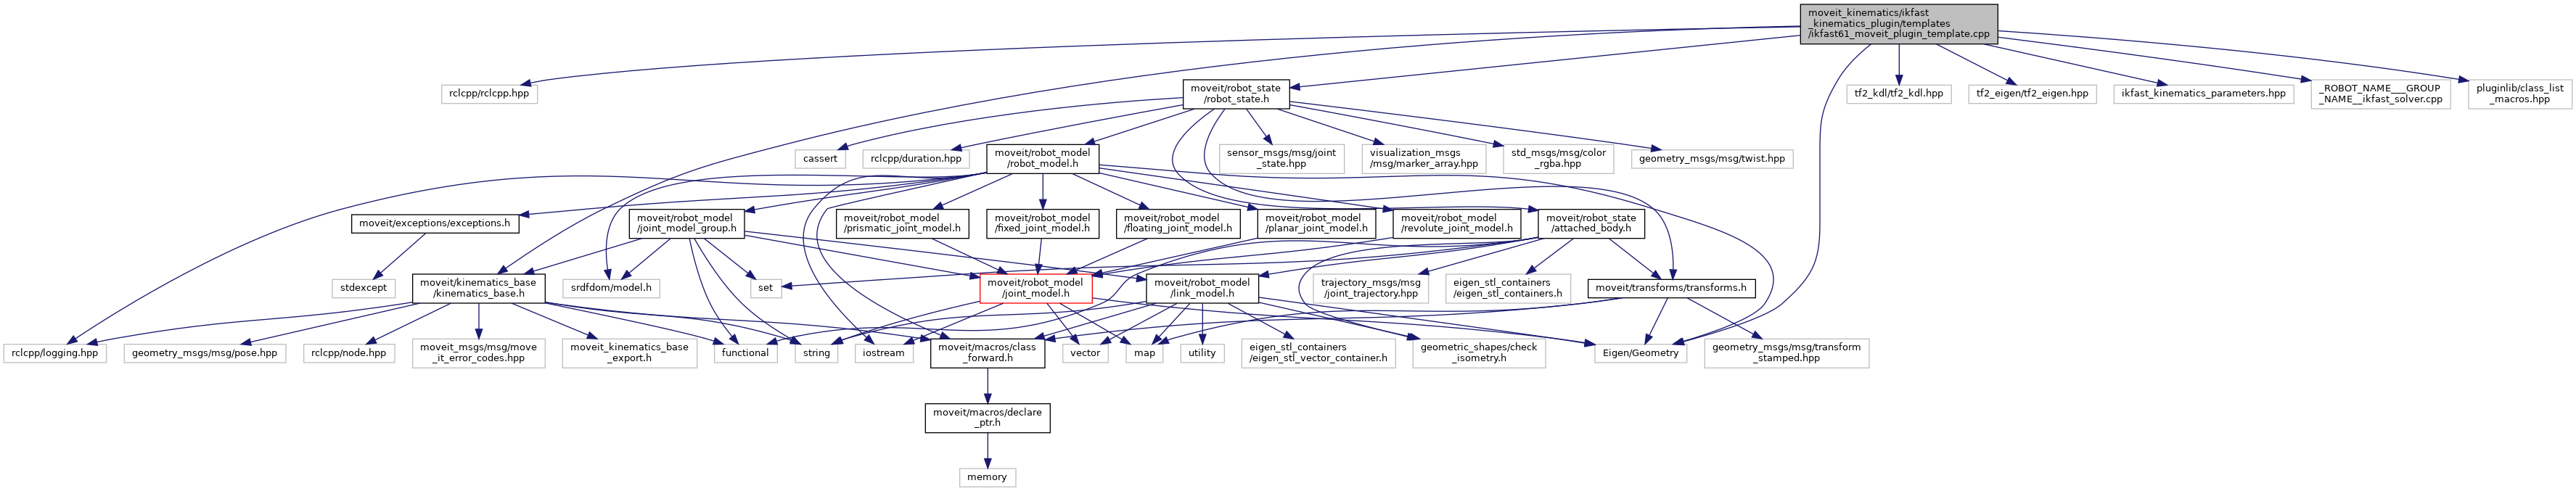 moveit_kinematics/ikfast
_kinematics_plugin/templates
/ikfast61_moveit_plugin_template.cpp
rclcpp/rclcpp.hpp
moveit/robot_state
/robot_state.h
tf2_kdl/tf2_kdl.hpp
tf2_eigen/tf2_eigen.hpp
ikfast_kinematics_parameters.hpp
_ROBOT_NAME___GROUP
_NAME__ikfast_solver.cpp
pluginlib/class_list
_macros.hpp
cassert
rclcpp/duration.hpp
moveit/robot_model
/robot_model.h
sensor_msgs/msg/joint
_state.hpp
visualization_msgs
/msg/marker_array.hpp
std_msgs/msg/color
_rgba.hpp
geometry_msgs/msg/twist.hpp
moveit/exceptions/exceptions.h
moveit/robot_model
/joint_model_group.h
moveit/robot_model
/prismatic_joint_model.h
moveit/robot_model
/fixed_joint_model.h
moveit/robot_model
/floating_joint_model.h
moveit/robot_model
/planar_joint_model.h
moveit/robot_model
/revolute_joint_model.h
moveit/robot_state
/attached_body.h
stdexcept
moveit/kinematics_base
/kinematics_base.h
srdfdom/model.h
set
moveit/robot_model
/joint_model.h
moveit/robot_model
/link_model.h
trajectory_msgs/msg
/joint_trajectory.hpp
eigen_stl_containers
/eigen_stl_containers.h
moveit/transforms/transforms.h
rclcpp/logging.hpp
geometry_msgs/msg/pose.hpp
rclcpp/node.hpp
moveit_msgs/msg/move
_it_error_codes.hpp
moveit_kinematics_base
_export.h
functional
string
iostream
moveit/macros/class
_forward.h
vector
map
utility
eigen_stl_containers
/eigen_stl_vector_container.h
geometric_shapes/check
_isometry.h
Eigen/Geometry
geometry_msgs/msg/transform
_stamped.hpp
moveit/macros/declare
_ptr.h
memory